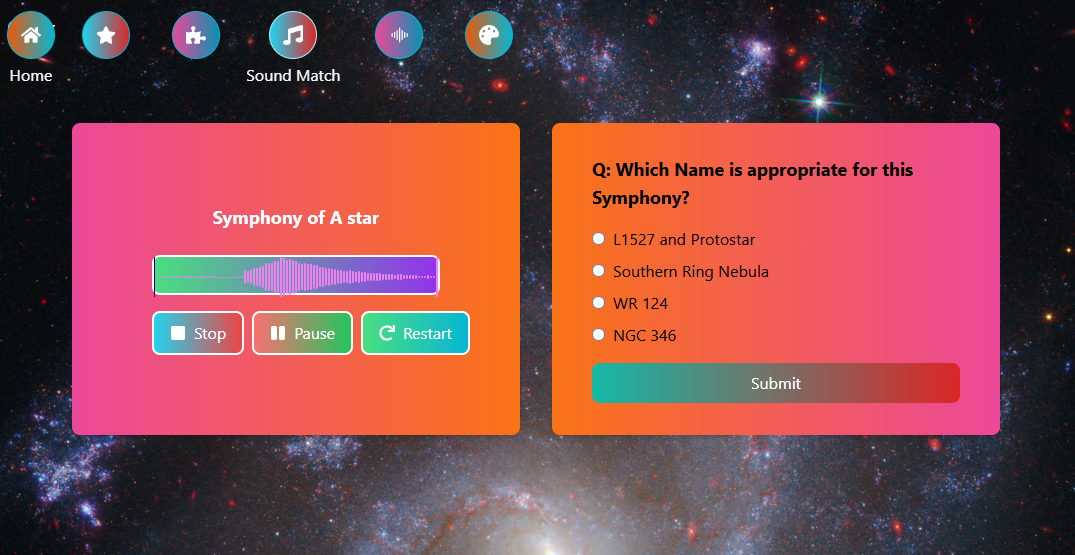 Home
Sound Match
Symphony of A star
Stop
Pause
Restart
Q: Which Name is appropriate for this
Symphony?
L1527 and Protostar
Southern Ring Nebula
WR 124
NGC 346
Submit